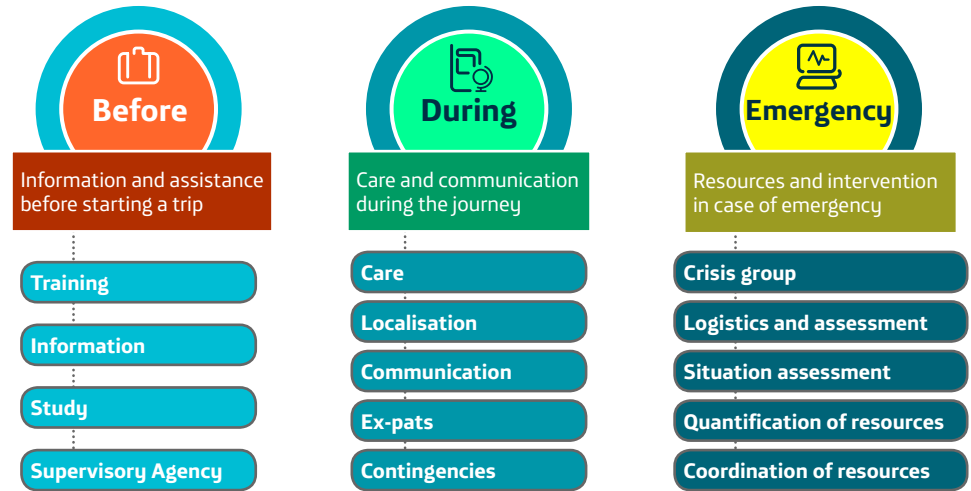 Before
Information and assistance
before starting a trip
Training
Information
Study
Supervisory Agency
During
Care and communication
during the journey
Care
Localisation
Communication
Ex-pats
Contingencies
Emergency
Resources and intervention
in case of emergency
Crisis group
Logistics and assessment
Situation assessment
Quantification of resources
Coordination of resources